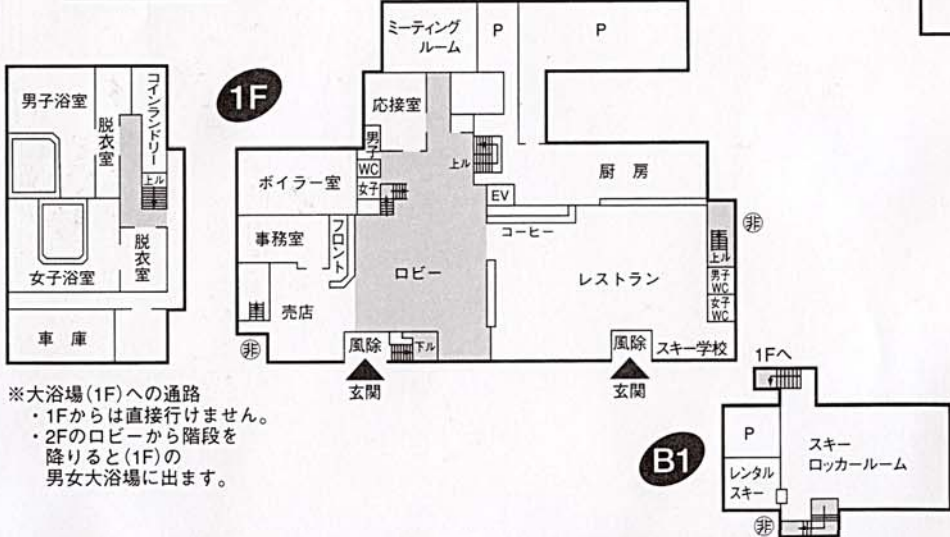 ミーティング
ルーム
P
P
1F
男子浴室
脱衣室
コインランドリー
上ル
女子浴室
脱衣室
車庫
応接室
男子
WC
女子
ボイラー室
上ル
厨房
EV
コーヒー
事務室
フロント
ロビー
レストラン
売店
非
風除
下ル
玄関
非
上ル
男子
WC
女子
WC
風除
スキー学校
玄関
※大浴場(1F)への通路
・1Fからは直接行けません。
・2Fのロビーから階段を
降りると(1F)の
男女大浴場に出ます。
B1
1Fへ
P
スキー
ロッカールーム
レンタル
スキー
非